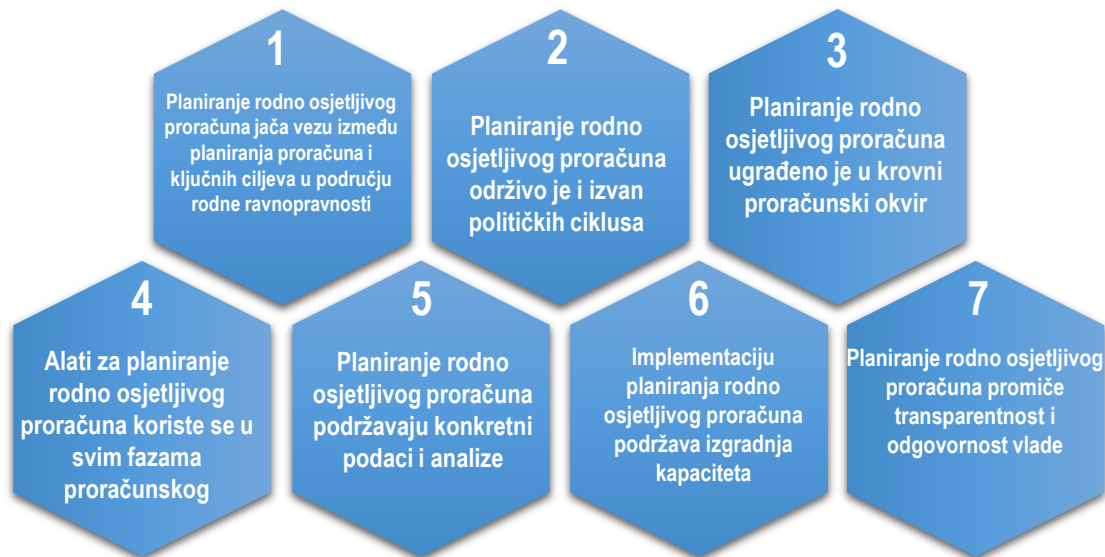 1
Planiranje rodno osjetljivog
proračuna jača vezu između
planiranja proračuna i
ključnih ciljeva u području
rodne ravnopravnosti
2
Planiranje rodno
osjetljivog proračuna
održivo je i izvan
političkih ciklusa
3
Planiranje rodno
osjetljivog proračuna
ugrađeno je u krovni
proračunski okvir
4
Alati za planiranje
rodno osjetljivog
proračuna koriste se u
svim fazama
proračunskog
5
Planiranje rodno
osjetljivog proračuna
podržavaju konkretni
podaci i analize
6
Implementaciju
planiranja rodno
osjetljivog proračuna
podržava izgradnja
kapaciteta
7
Planiranje rodno osjetljivog
proračuna promiče
transparentnost i
odgovornost vlade